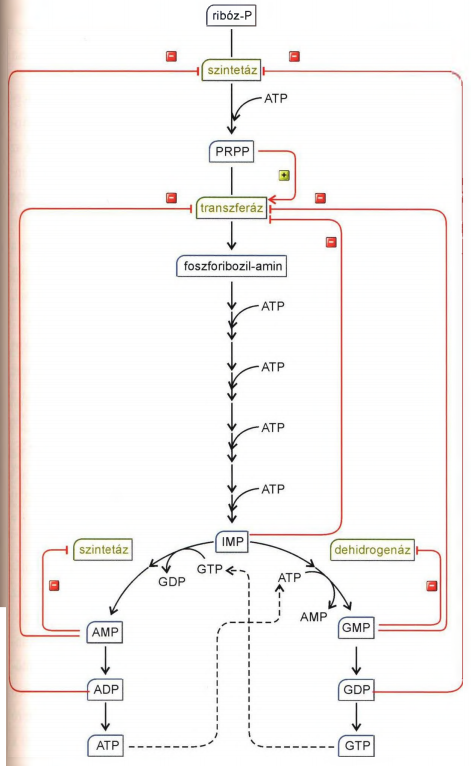 ribóz-P
szintetáz
ATP
PRPP
transzferáz
foszforibozil-amin
ATP
ATP
ATP
ATP
szintetáz
IMP
dehidrogenáz
GDP
GTP
ATP
AMP
AMP
GMP
ADP
GDP
ATP
GTP